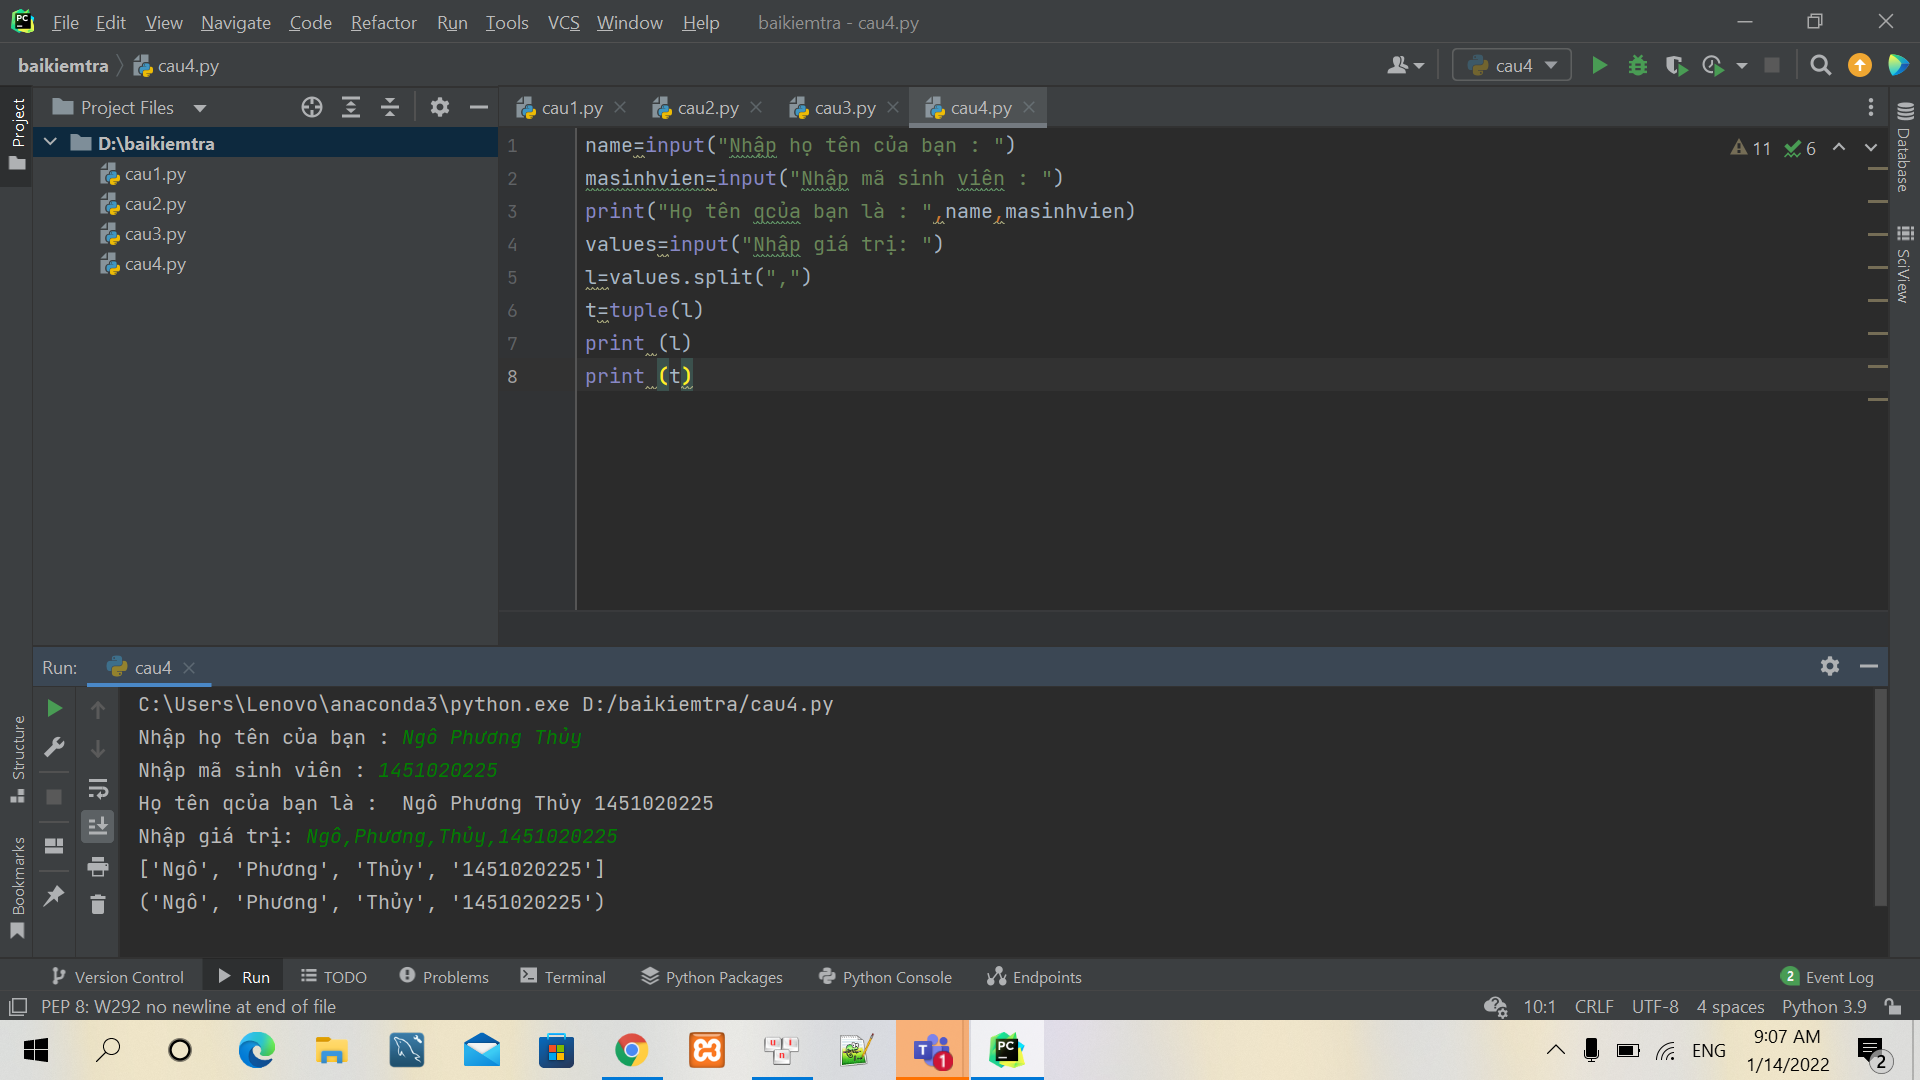 File Edit View Navigate Code Refactor Run Tools VCS Window Help baikiemtra - cau4.py
baikiemtra cau4.py
cau4
Project
Project Files
cau1.py cau2.py cau3.py cau4.py
D:\baikiemtra
cau1.py
cau2.py
cau3.py
cau4.py
1 name=input("Nhập họ tên của bạn : ")
2 masinhvien=input("Nhập mã sinh viên : ")
3 print("Họ tên qcủa bạn là : ",name,masinhvien)
4 values=input("Nhập giá trị: ")
5 l=values.split(",")
6 t=tuple(l)
7 print (l)
8 print (t)
11 6
Database
SciView
Run: cau4
C:\Users\Lenovo\anaconda3\python.exe D:/baikiemtra/cau4.py
Nhập họ tên của bạn : Ngô Phương Thủy
Nhập mã sinh viên : 1451020225
Họ tên qcủa bạn là :  Ngô Phương Thủy 1451020225
Nhập giá trị: Ngô,Phương,Thủy,1451020225
['Ngô', 'Phương', 'Thủy', '1451020225']
('Ngô', 'Phương', 'Thủy', '1451020225')
Structure
Bookmarks
Version Control Run TODO Problems Terminal Python Packages Python Console Endpoints 2 Event Log
PEP 8: W292 no newline at end of file 10:1 CRLF UTF-8 4 spaces Python 3.9
ENG 9:07 AM
1/14/2022
1
2